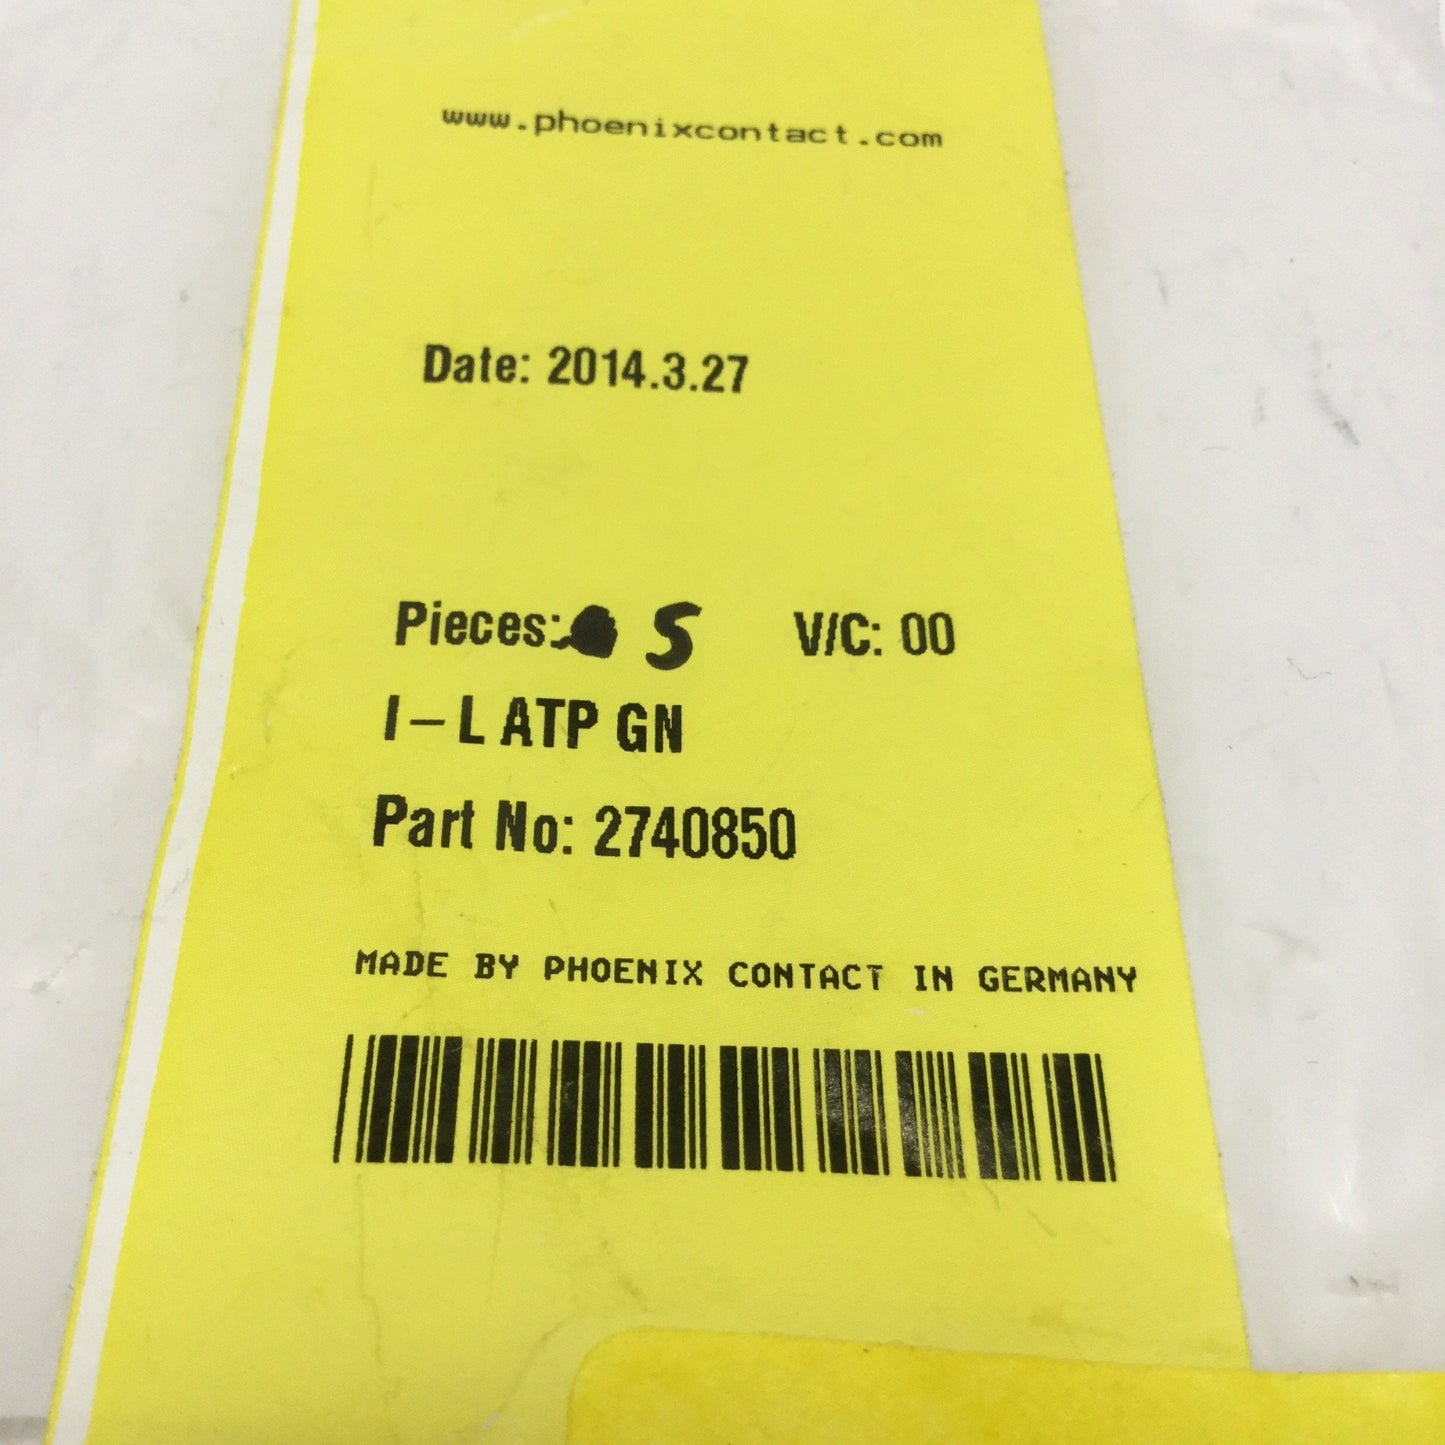 www.phoenixcontact.com
Date: 2014.3.27
Pieces: 5 V/C: 00
I-L ATP GN
Part No: 2740850
MADE BY PHOENIX CONTACT IN GERMANY